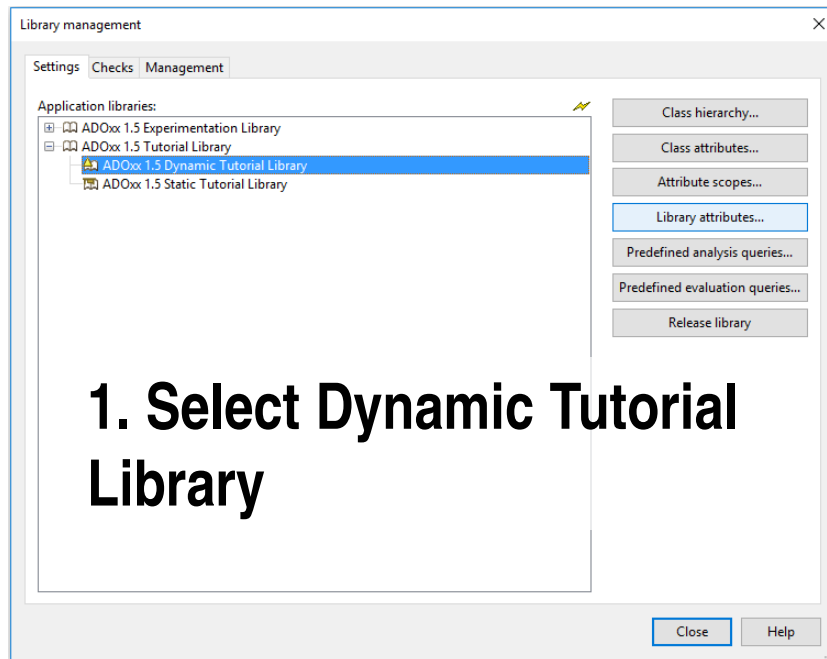 Library management
Settings Checks Management
Application libraries:
ADOxx 1.5 Experimentation Library
ADOxx 1.5 Tutorial Library
ADOxx 1.5 Dynamic Tutorial Library
ADOxx 1.5 Static Tutorial Library
Class hierarchy...
Class attributes...
Attribute scopes...
Library attributes...
Predefined analysis queries...
Predefined evaluation queries...
Release library
1. Select Dynamic Tutorial
Library
Close Help